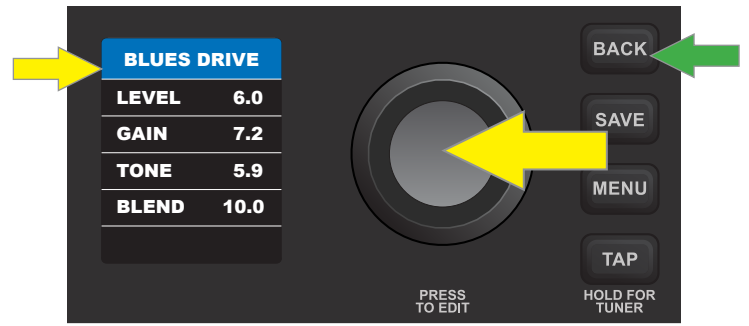 BLUES DRIVE
LEVEL 6.0
GAIN 7.2
TONE 5.9
BLEND 10.0
PRESS
TO EDIT
BACK
SAVE
MENU
TAP
HOLD FOR
TUNER